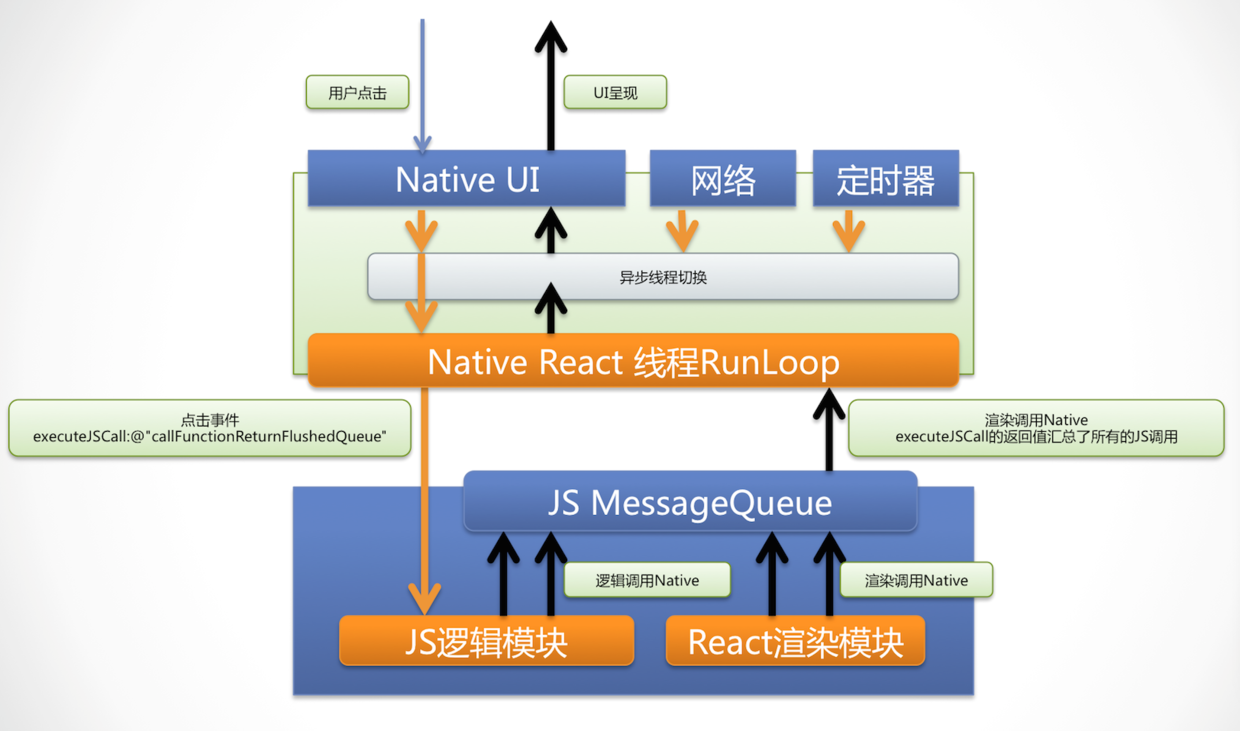 用户点击
UI呈现
Native UI
网络
定时器
异步线程切换
Native React 线程RunLoop
点击事件
executeJSCall:@"callFunctionReturnFlushedQueue"
渲染调用Native
executeJSCall的返回值汇总了所有的JS调用
JS MessageQueue
逻辑调用Native
渲染调用Native
JS逻辑模块
React渲染模块